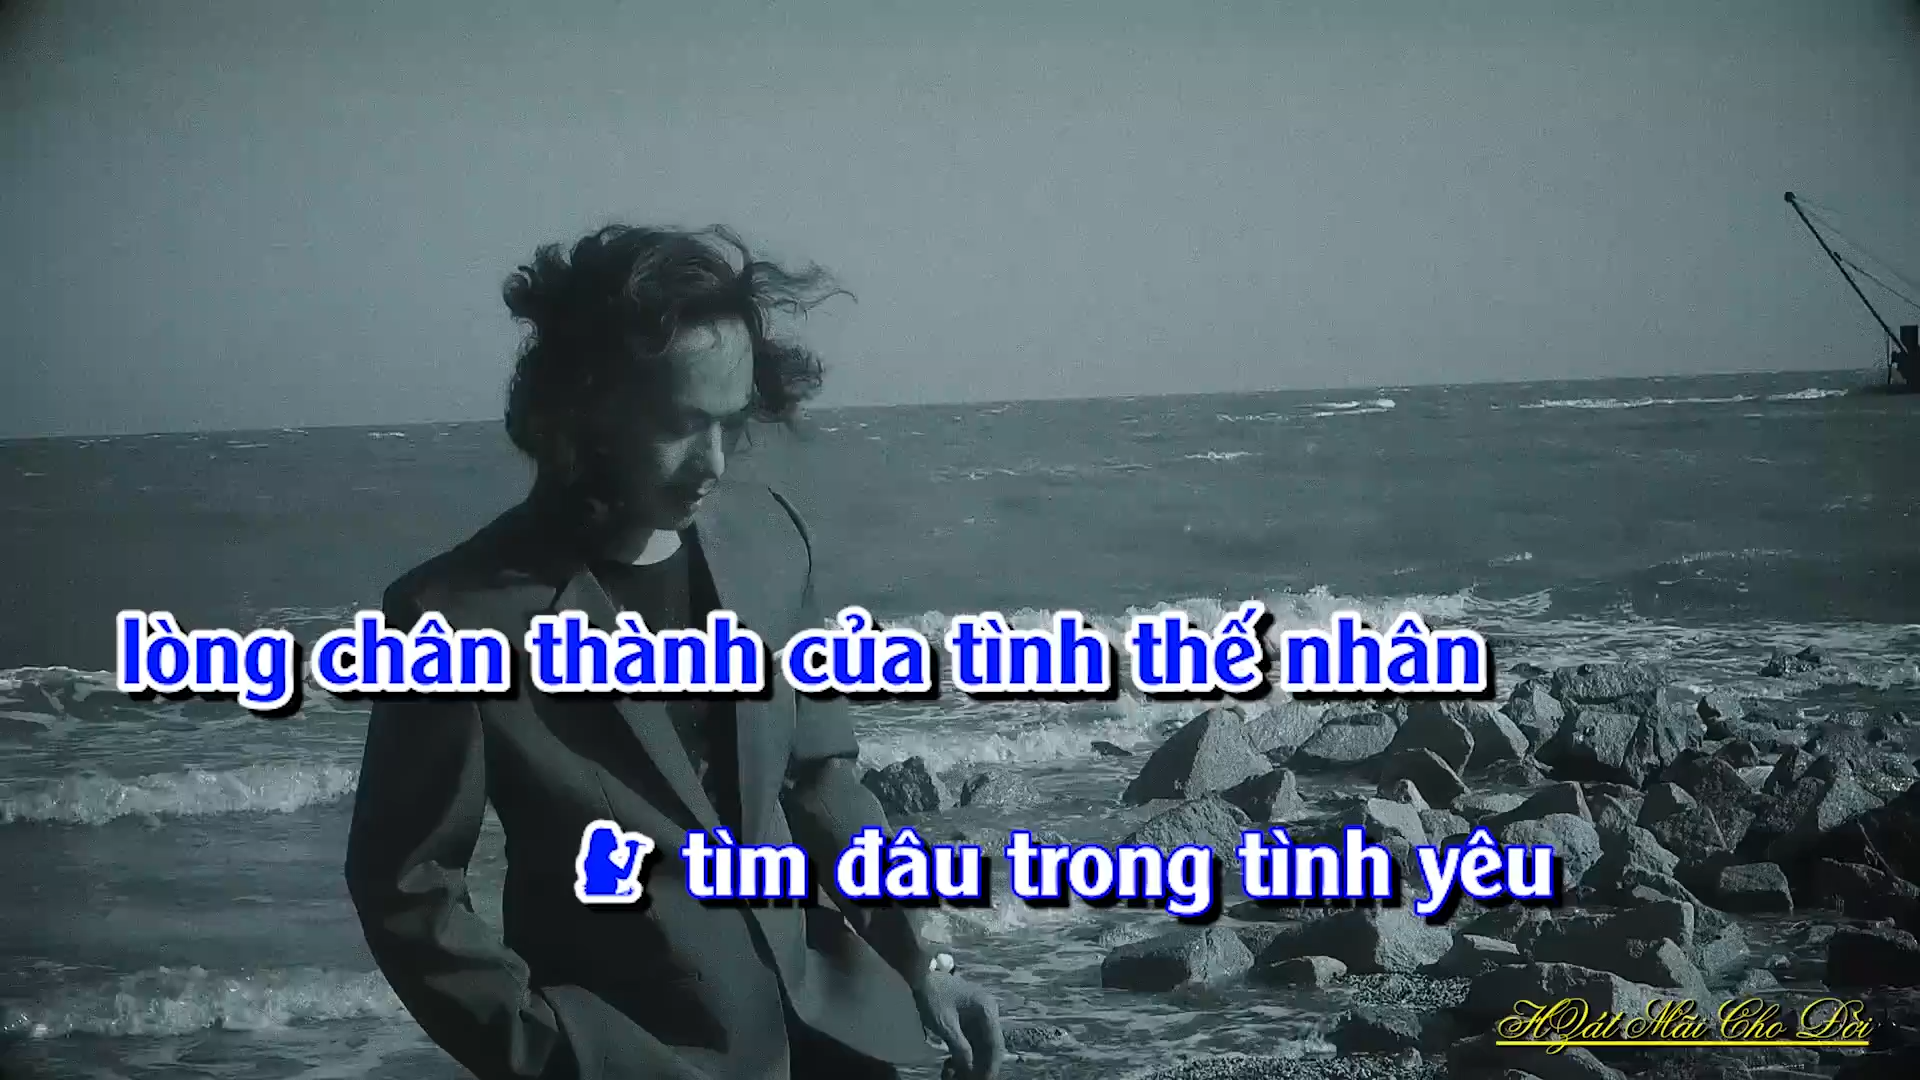 lòng chân thành của tình thế nhân
tìm đâu trong tình yêu
Hát Mãi Cho Đời